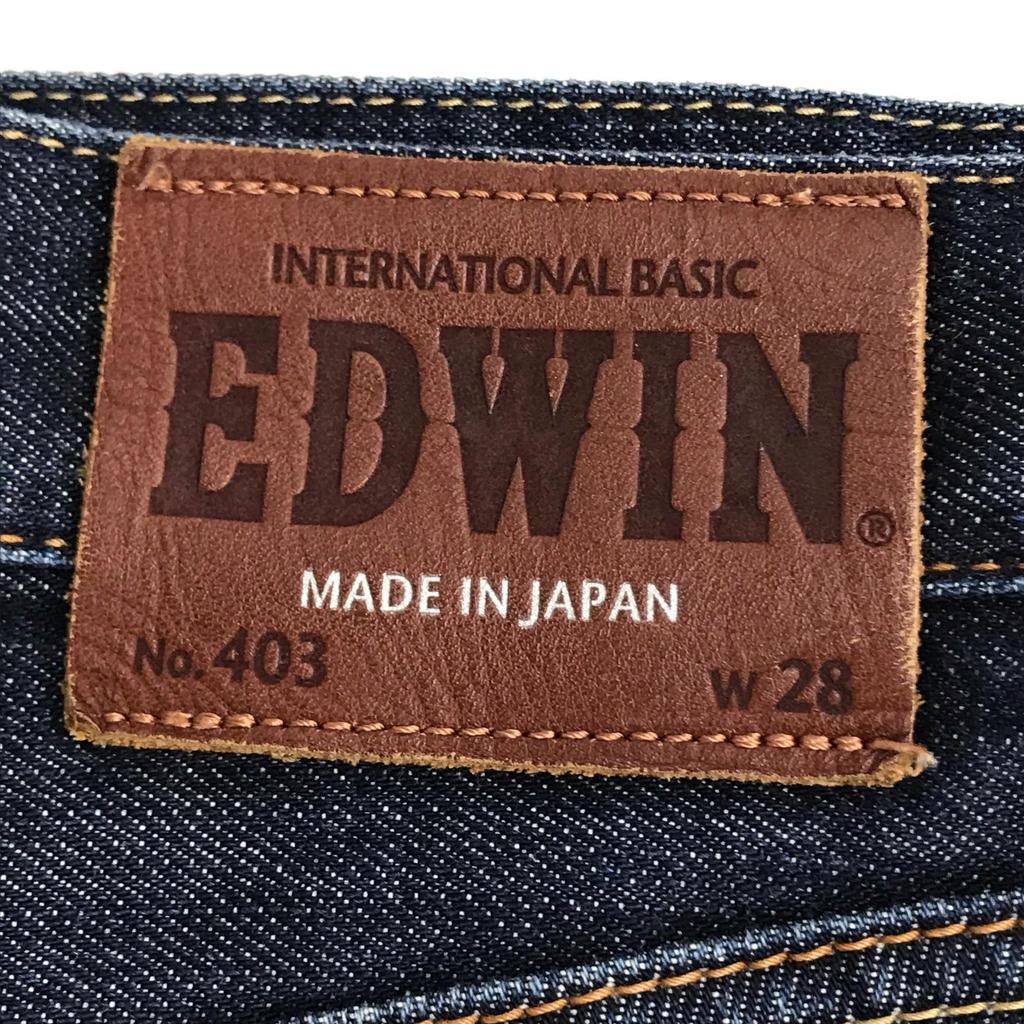 INTERNATIONAL BASIC
EDWIN®
MADE IN JAPAN
No. 403 W 28